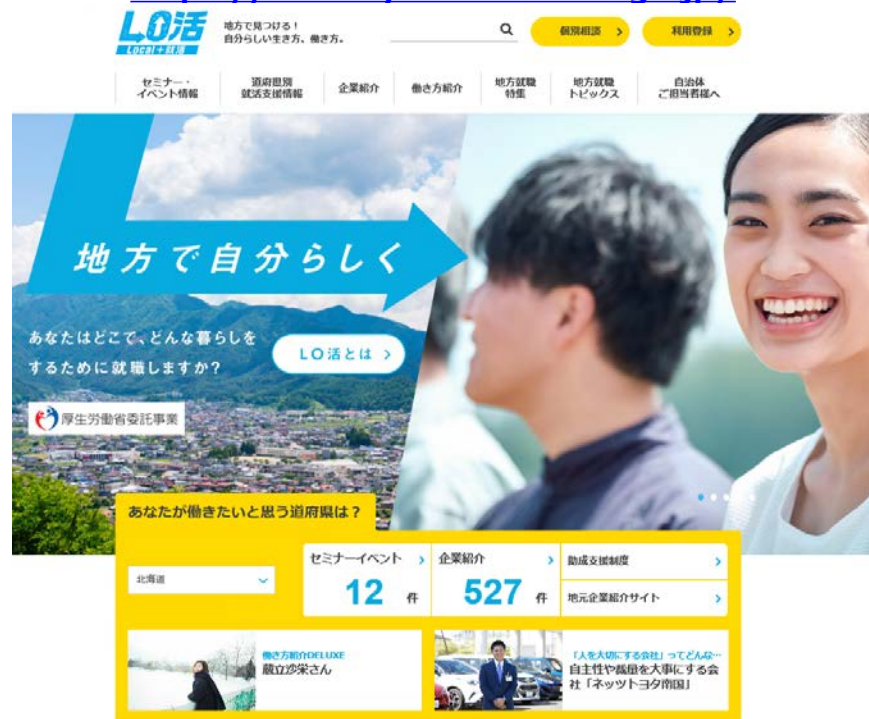 LO活
Local+就活
地方で見つける!
自分らしい生き方、働き方。
個別相談
利用登録
セミナー・
イベント情報
道府県別
就活支援情報
企業紹介
働き方紹介
地方就職
特集
地方就職
トピックス
自治体
ご担当者様へ
地方で自分らしく
あなたはどこで、どんな暮らしを
するために就職しますか?
LO活とは
厚生労働省委託事業
あなたが働きたいと思う道府県は?
北海道
セミナーイベント
12 件
企業紹介
527 件
助成支援制度
地元企業紹介サイト
働き方紹介DELUXE
蔵立沙栄さん
「人を大切にする会社」ってどんな…
自主性や裁量を大事にする会
社「ネッツトヨタ南国」